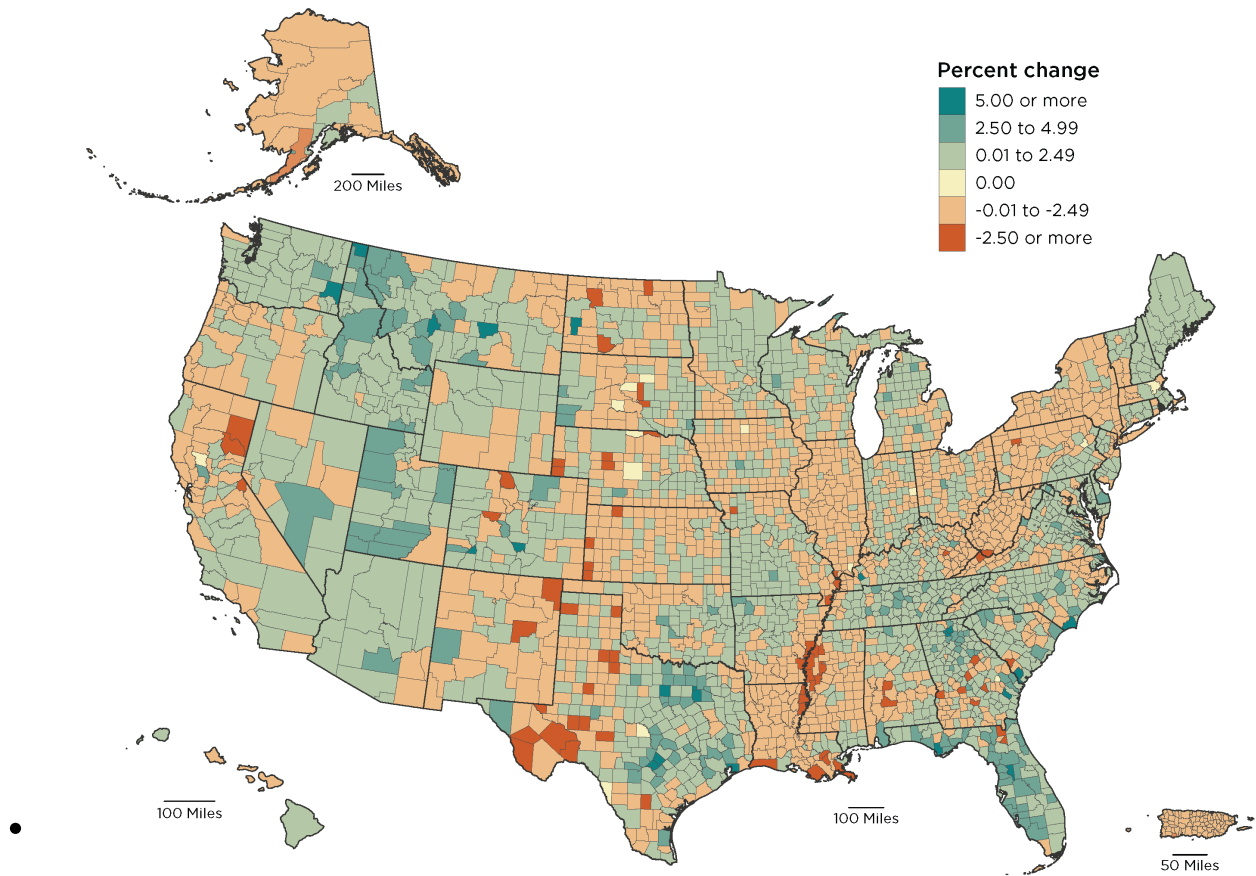 Percent change
5.00 or more
2.50 to 4.99
0.01 to 2.49
0.00
-0.01 to -2.49
-2.50 or more
200 Miles
100 Miles
100 Miles
50 Miles